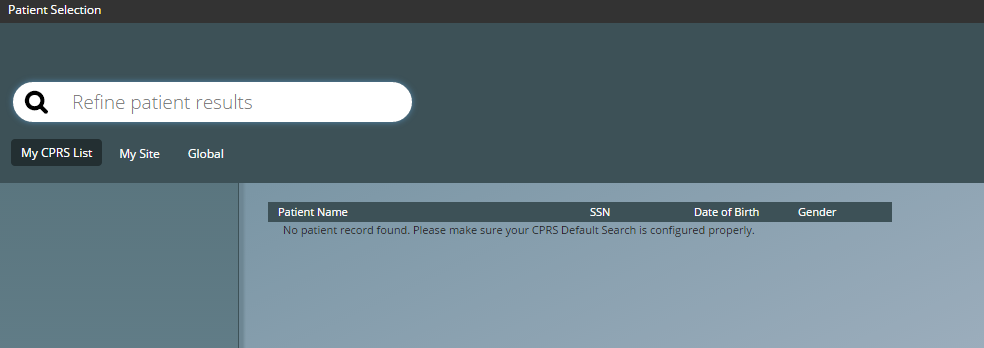 Patient Selection
Refine patient results
My CPRS List My Site Global
Patient Name SSN Date of Birth Gender
No patient record found. Please make sure your CPRS Default Search is configured properly.